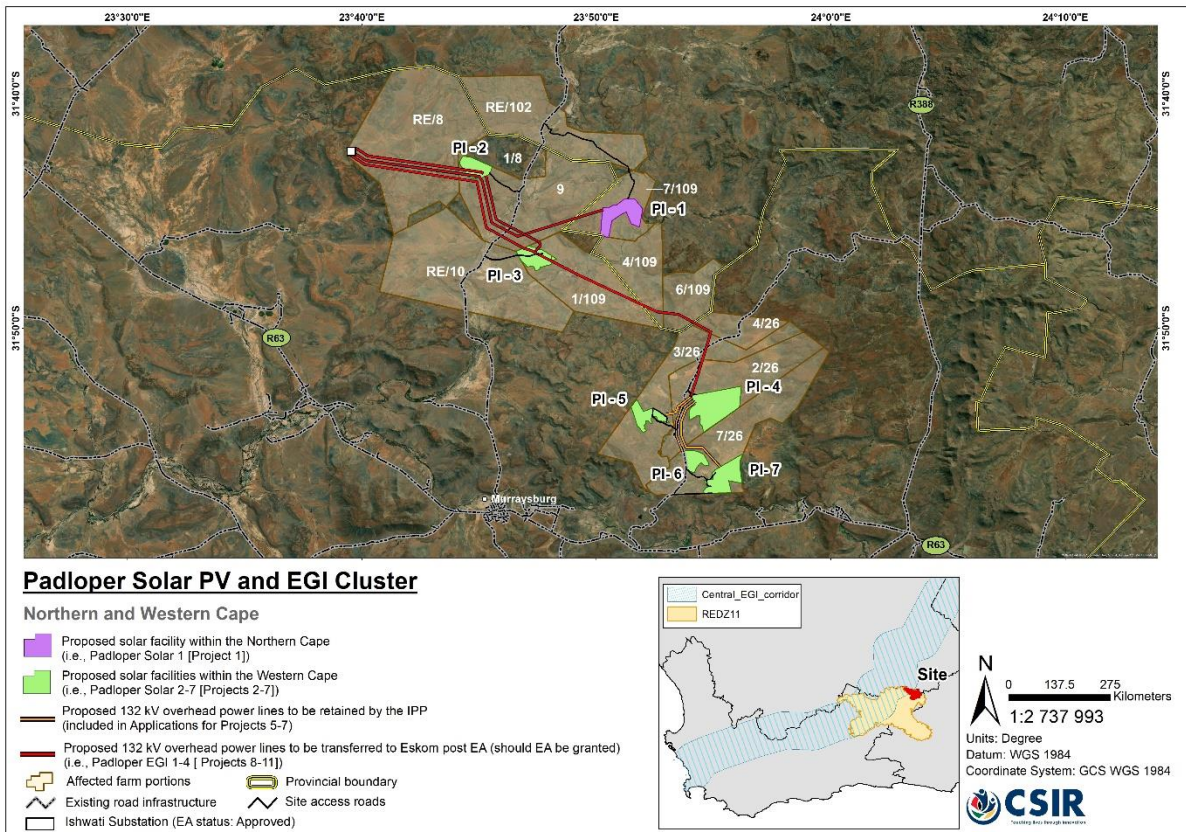 23°30'0"E
23°40'0"E
23°50'0"E
24°0'0"E
24°10'0"E
31°40'0"S
31°40'0"S
31°50'0"S
31°50'0"S
R388
RE/102
RE/8
PI - 2
1/8
9
7/109
PI - 1
RE/10
PI - 3
4/109
1/109
6/109
4/26
R63
3/26
2/26
PI - 4
PI - 5
7/26
PI - 6
PI - 7
Murraysburg
R63
Padloper Solar PV and EGI Cluster
Northern and Western Cape
Proposed solar facility within the Northern Cape
(i.e., Padloper Solar 1 [Project 1])
Proposed solar facilities within the Western Cape
(i.e., Padloper Solar 2-7 [Projects 2-7])
Proposed 132 kV overhead power lines to be retained by the IPP
(included in Applications for Projects 5-7)
Proposed 132 kV overhead power lines to be transferred to Eskom post EA (should EA be granted)
(i.e., Padloper EGI 1-4 [ Projects 8-11])
Affected farm portions
Provincial boundary
Existing road infrastructure
Site access roads
Ishwati Substation (EA status: Approved)
Central_EGI_corridor
REDZ11
Site
N
0 137.5 275
Kilometers
1:2 737 993
Units: Degree
Datum: WGS 1984
Coordinate System: GCS WGS 1984
CSIR
Touching lives through innovation